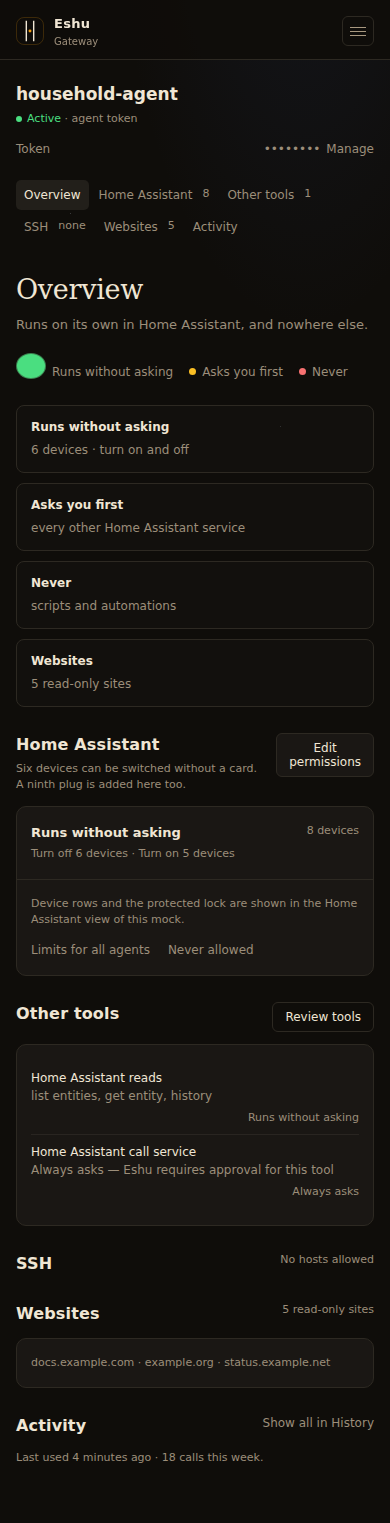 Eshu
Gateway
household-agent
Active · agent token
Token
•••••••• Manage
Overview Home Assistant 8 Other tools 1
SSH none Websites 5 Activity
Overview
Runs on its own in Home Assistant, and nowhere else.
Runs without asking Asks you first Never
Runs without asking
6 devices · turn on and off
Asks you first
every other Home Assistant service
Never
scripts and automations
Websites
5 read-only sites
Home Assistant
Six devices can be switched without a card.
A ninth plug is added here too.
Edit
permissions
Runs without asking
8 devices
Turn off 6 devices · Turn on 5 devices
Device rows and the protected lock are shown in the Home
Assistant view of this mock.
Limits for all agents Never allowed
Other tools
Review tools
Home Assistant reads
list entities, get entity, history
Runs without asking
Home Assistant call service
Always asks — Eshu requires approval for this tool
Always asks
SSH
No hosts allowed
Websites
5 read-only sites
docs.example.com · example.org · status.example.net
Activity
Show all in History
Last used 4 minutes ago · 18 calls this week.